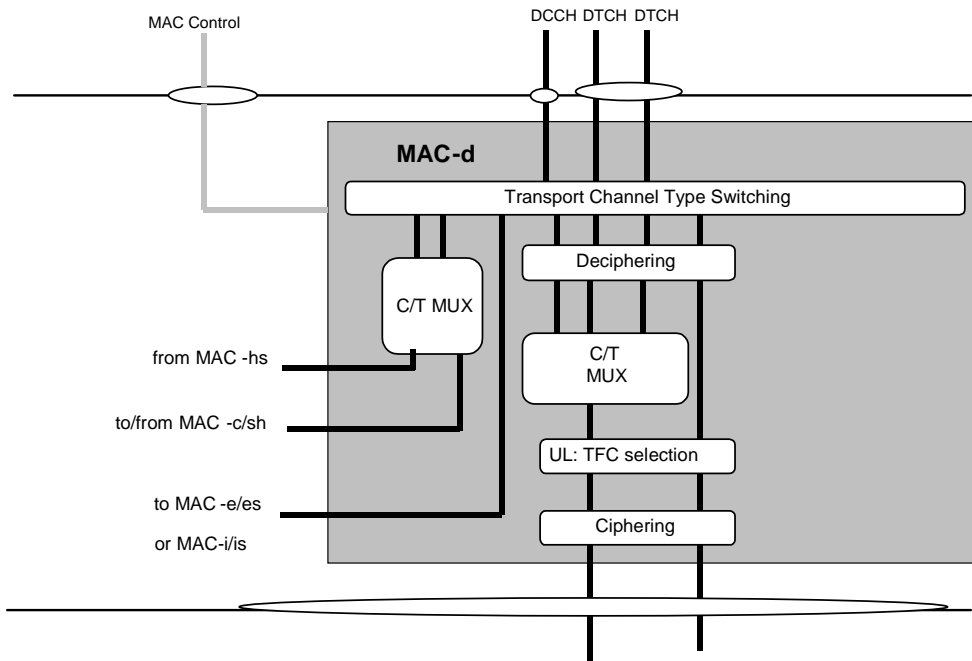 MAC Control
DCCH DTCH DTCH
MAC-d
Transport Channel Type Switching
Deciphering
C/T MUX
from MAC -hs
C/T
MUX
to/from MAC -c/sh
UL: TFC selection
to MAC -e/es
or MAC-i/is
Ciphering